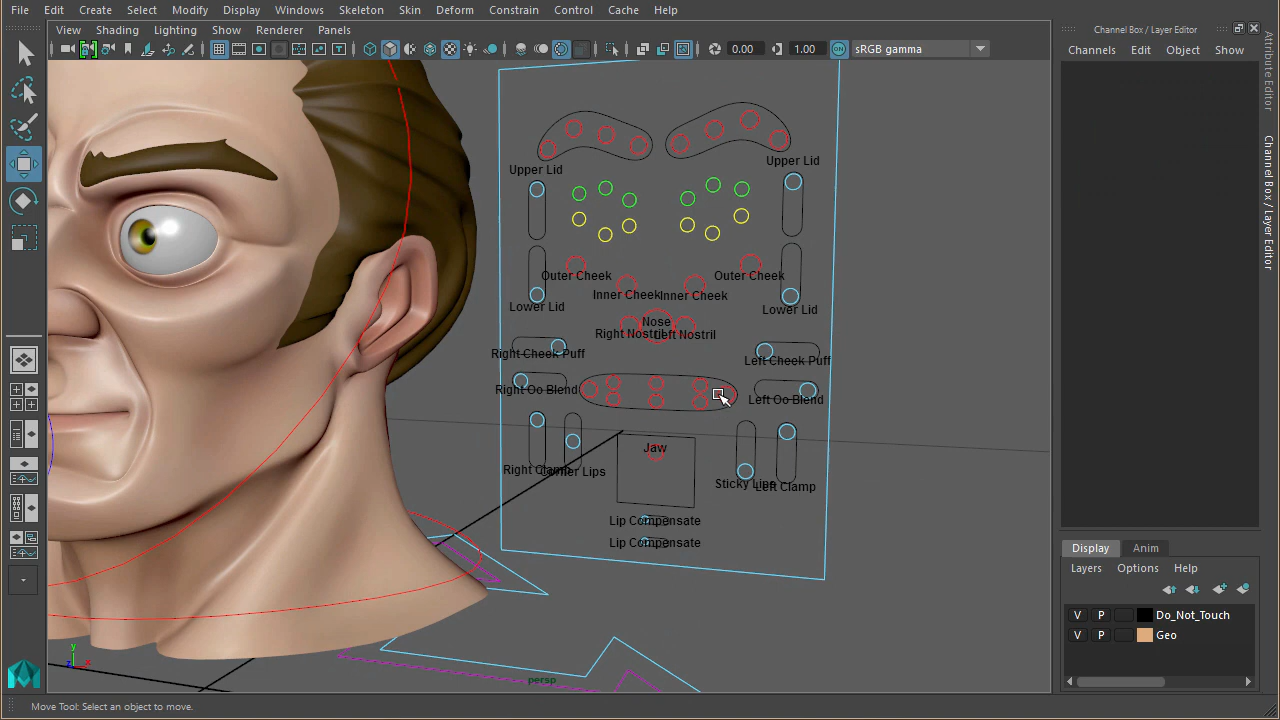 File Edit Create Select Modify Display Windows Skeleton Skin Deform Constrain Control Cache Help
View Shading Lighting Show Renderer Panels
0.00 1.00 ON sRGB gamma
Channel Box / Layer Editor
Channels Edit Object Show
Attribute Editor
Channel Box / Layer Editor
Upper Lid Upper Lid
Outer Cheek Outer Cheek
Inner Cheek Inner Cheek
Lower Lid Lower Lid
Nose
Right Nostril Left Nostril
Right Cheek Puff Left Cheek Puff
Right Oo Blend Left Oo Blend
Jaw
Right Clamp Corner Lips Sticky Lips Left Clamp
Lip Compensate
Lip Compensate
y
z x
persp
Display Anim
Layers Options Help
V P Do_Not_Touch
V P Geo
Move Tool: Select an object to move.